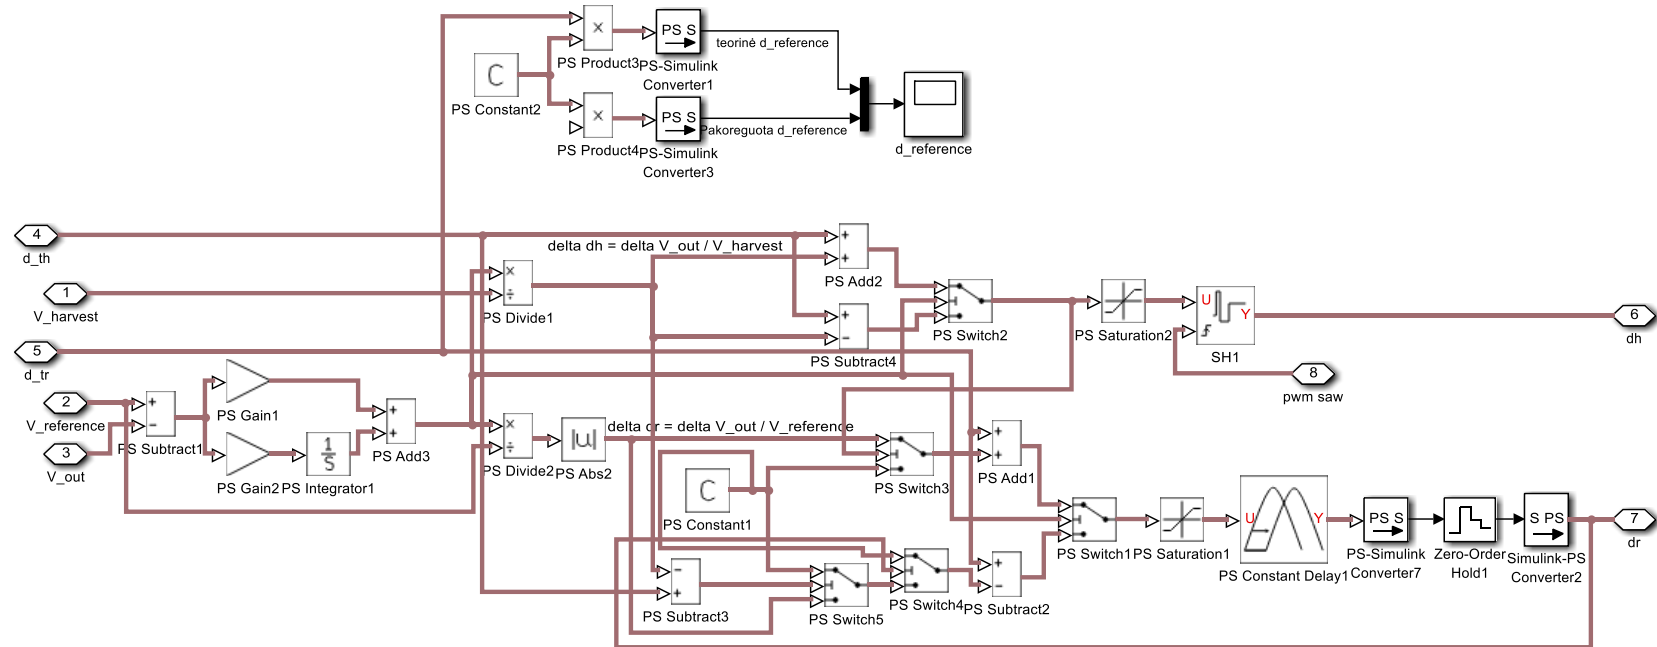 ×
PS Product3
PS S
PS-Simulink
Converter1
teorinė d_reference
C
PS Constant2
×
PS Product4
PS S
PS-Simulink
Converter3
Pakoreguota d_reference
d_reference
4
d_th
1
V_harvest
5
d_tr
2
V_reference
3
V_out
+
−
PS Subtract1
PS Gain1
PS Gain2
1
S
PS Integrator1
+
+
PS Add3
×
÷
PS Divide1
delta dh = delta V_out / V_harvest
×
÷
PS Divide2
|u|
PS Abs2
delta dr = delta V_out / V_reference
+
+
PS Add2
+
−
PS Subtract4
PS Switch2
PS Saturation2
U
Y
SH1
6
dh
8
pwm saw
C
PS Constant1
PS Switch3
+
+
PS Add1
−
+
PS Subtract3
PS Switch5
PS Switch4
+
−
PS Subtract2
PS Switch1
PS Saturation1
U
Y
PS Constant Delay1
PS S
PS-Simulink
Converter7
Zero-Order
Hold1
S PS
Simulink-PS
Converter2
7
dr